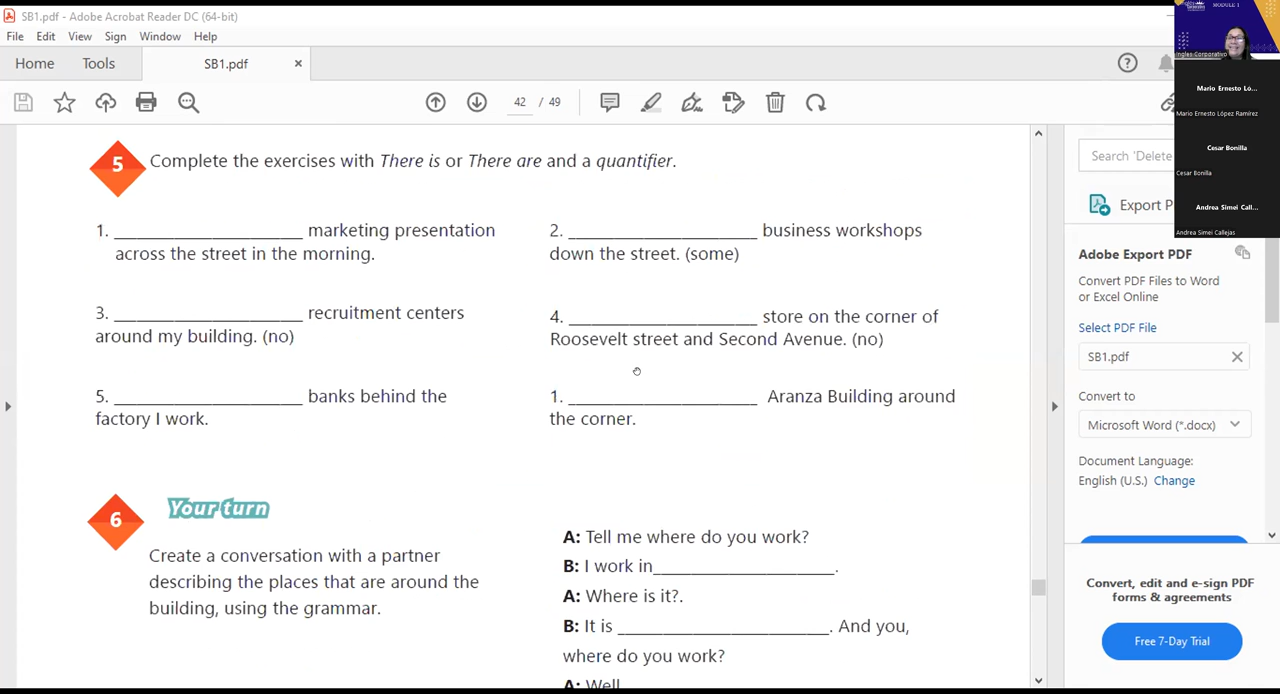 SB1.pdf - Adobe Acrobat Reader DC (64-bit)
File Edit View Sign Window Help
Home Tools SB1.pdf ×
42 / 49
MODULE 1
Inglés Corporativo
Mario Ernesto Ló...
Mario Ernesto López Ramírez
Cesar Bonilla
Cesar Bonilla
Andrea Simei Call...
Andrea Simei Callejas
5 Complete the exercises with There is or There are and a quantifier.
1. ____________________ marketing presentation
across the street in the morning.
2. ____________________ business workshops
down the street. (some)
3. ____________________ recruitment centers
around my building. (no)
4. ____________________ store on the corner of
Roosevelt street and Second Avenue. (no)
5. ____________________ banks behind the
factory I work.
1. ____________________ Aranza Building around
the corner.
6 Your turn
Create a conversation with a partner
describing the places that are around the
building, using the grammar.
A: Tell me where do you work?
B: I work in____________________.
A: Where is it?.
B: It is _______________________. And you,
where do you work?
A: Well
Search 'Delete
Export P
Adobe Export PDF
Convert PDF Files to Word
or Excel Online
Select PDF File
SB1.pdf ×
Convert to
Microsoft Word (*.docx)
Document Language:
English (U.S.) Change
Convert, edit and e-sign PDF
forms & agreements
Free 7-Day Trial